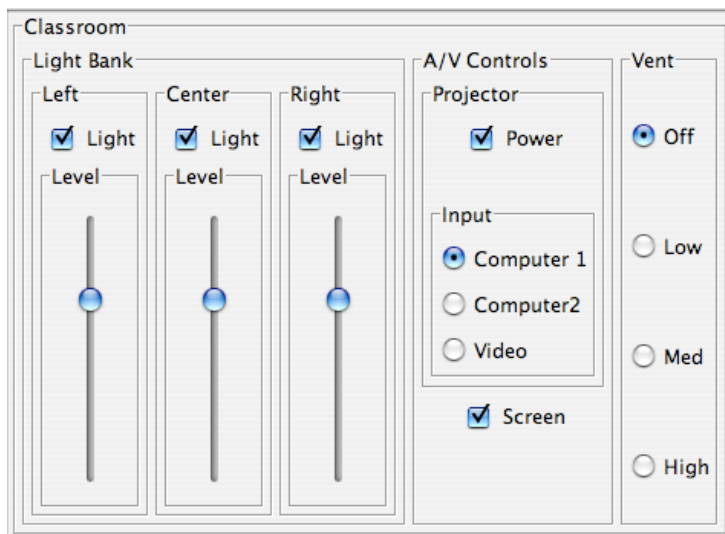 Classroom
Light Bank
Left
Light
Level
Center
Light
Level
Right
Light
Level
A/V Controls
Projector
Power
Input
Computer 1
Computer2
Video
Screen
Vent
Off
Low
Med
High